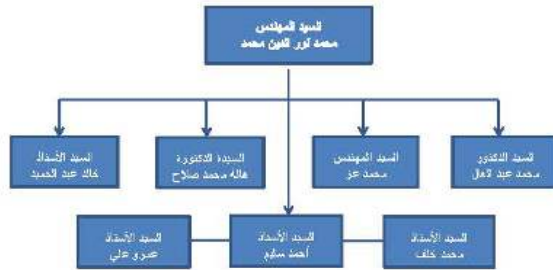 السيد المهندس
محمد نور الدين محمد
السيد الدكتور
محمد عبد العال
السيد المهندس
محمد عز
السيدة الدكتورة
هالة محمد صلاح
السيد الأستاذ
خالد عبد الحميد
السيد الأستاذ
محمد خلف
السيد الأستاذ
أحمد سليم
السيد الأستاذ
عمرو علي